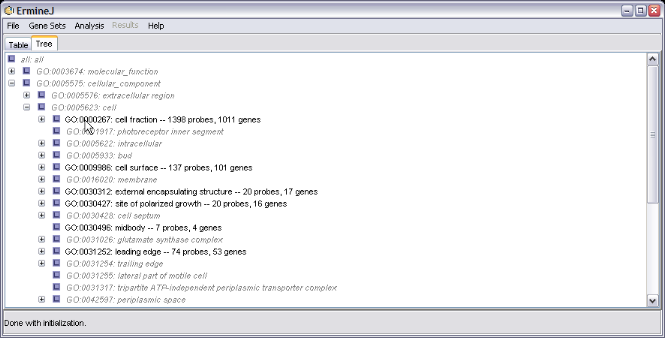 ErmineJ
File Gene Sets Analysis Results Help
Table Tree
all: all
GO:0003674: molecular_function
GO:0005575: cellular_component
GO:0005576: extracellular region
GO:0005623: cell
GO:0000267: cell fraction -- 1398 probes, 1011 genes
GO:0001917: photoreceptor inner segment
GO:0005622: intracellular
GO:0005933: bud
GO:0009986: cell surface -- 137 probes, 101 genes
GO:0016020: membrane
GO:0030312: external encapsulating structure -- 20 probes, 17 genes
GO:0030427: site of polarized growth -- 20 probes, 16 genes
GO:0030428: cell septum
GO:0030496: midbody -- 7 probes, 4 genes
GO:0031026: glutamate synthase complex
GO:0031252: leading edge -- 74 probes, 53 genes
GO:0031254: trailing edge
GO:0031255: lateral part of motile cell
GO:0031317: tripartite ATP-independent periplasmic transporter complex
GO:0042597: periplasmic space
Done with initialization.